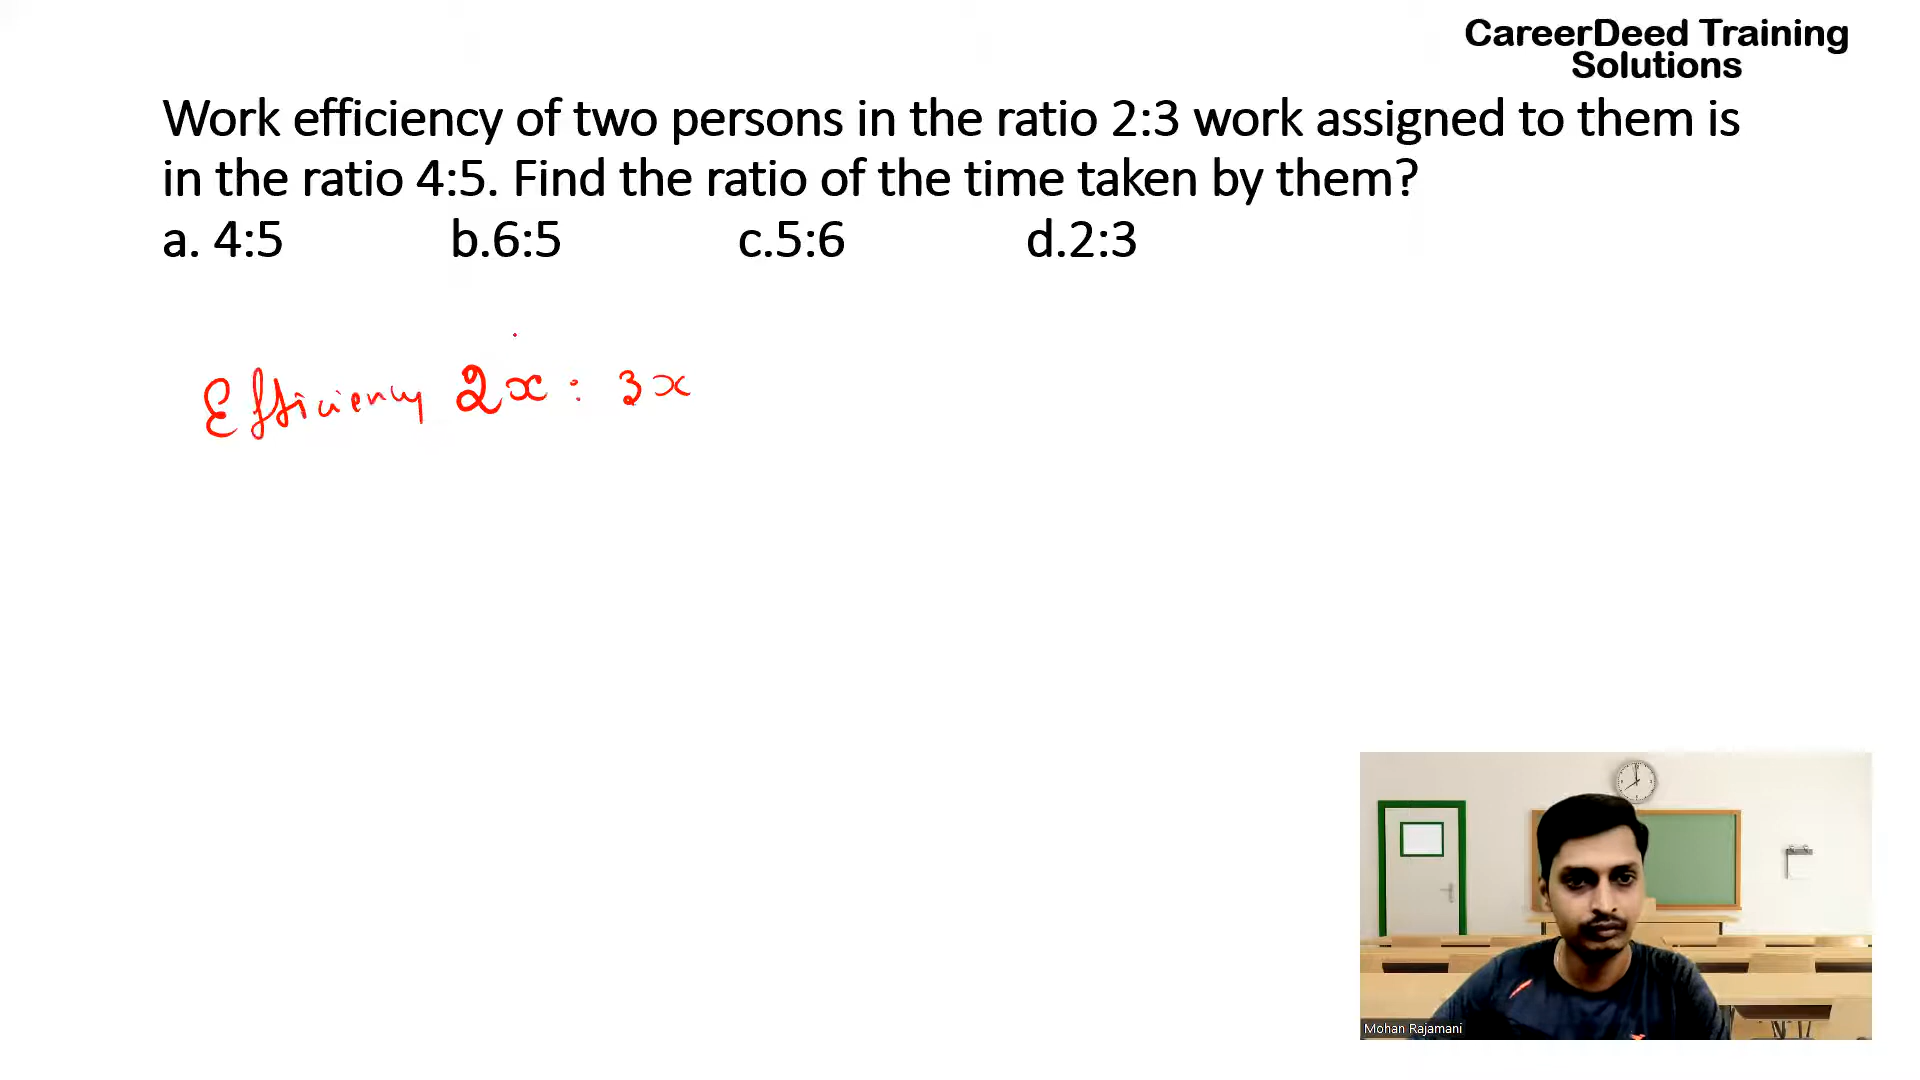 CareerDeed Training
Solutions
Work efficiency of two persons in the ratio 2:3 work assigned to them is
in the ratio 4:5. Find the ratio of the time taken by them?
a. 4:5 b.6:5 c.5:6 d.2:3
Efficiency 2x : 3x
Mohan Rajamani